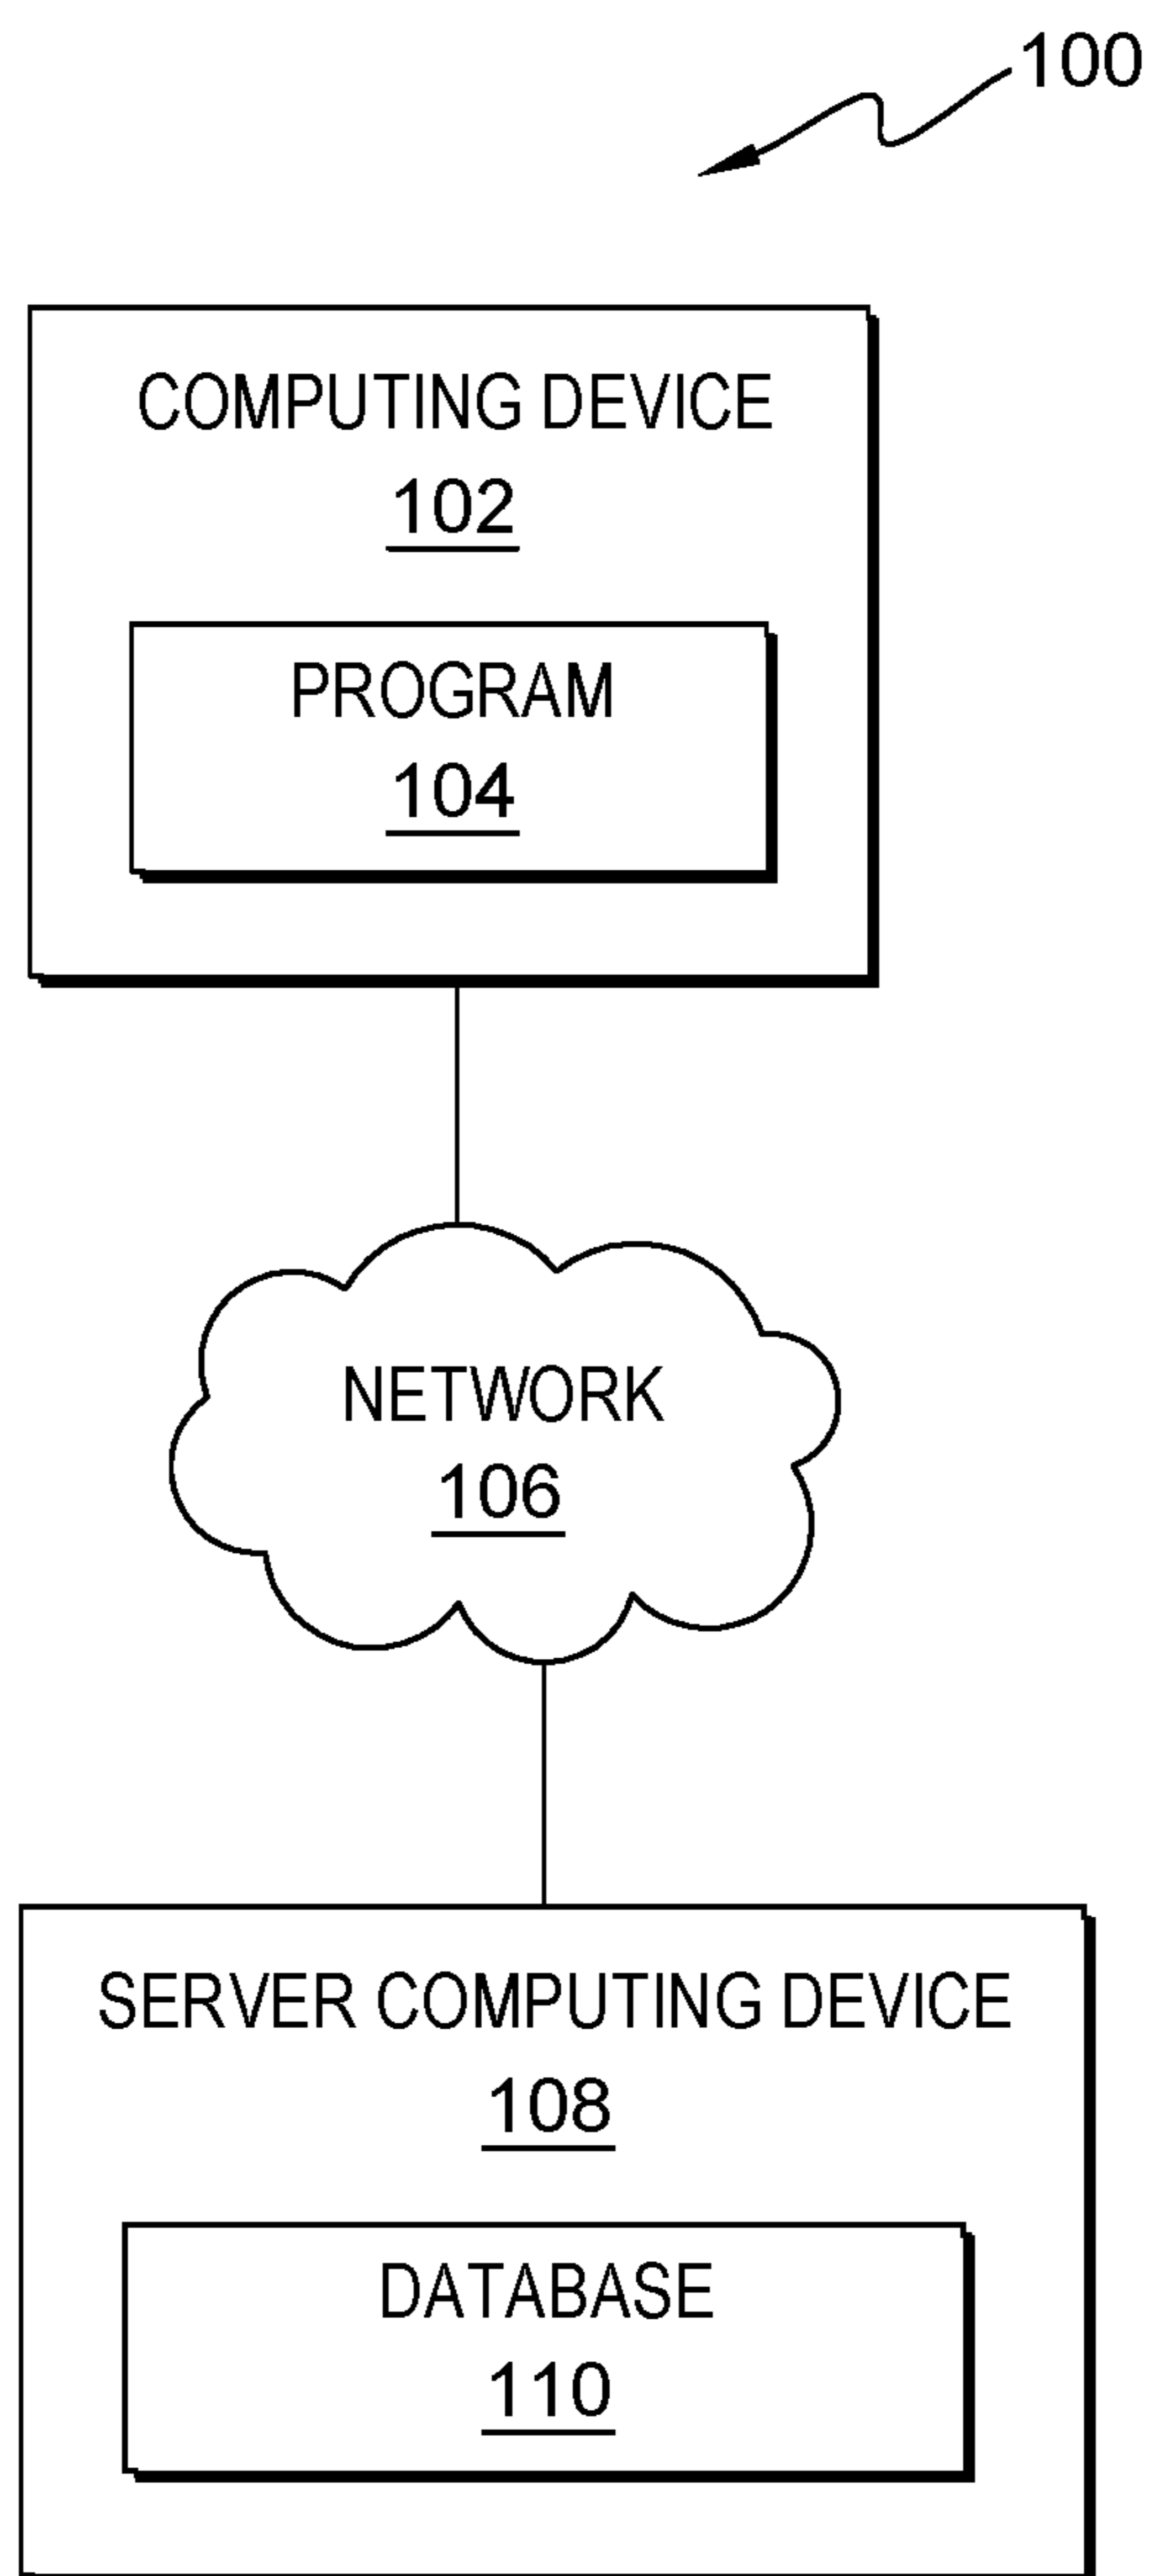 100
COMPUTING DEVICE
102
PROGRAM
104
NETWORK
106
SERVER COMPUTING DEVICE
108
DATABASE
110